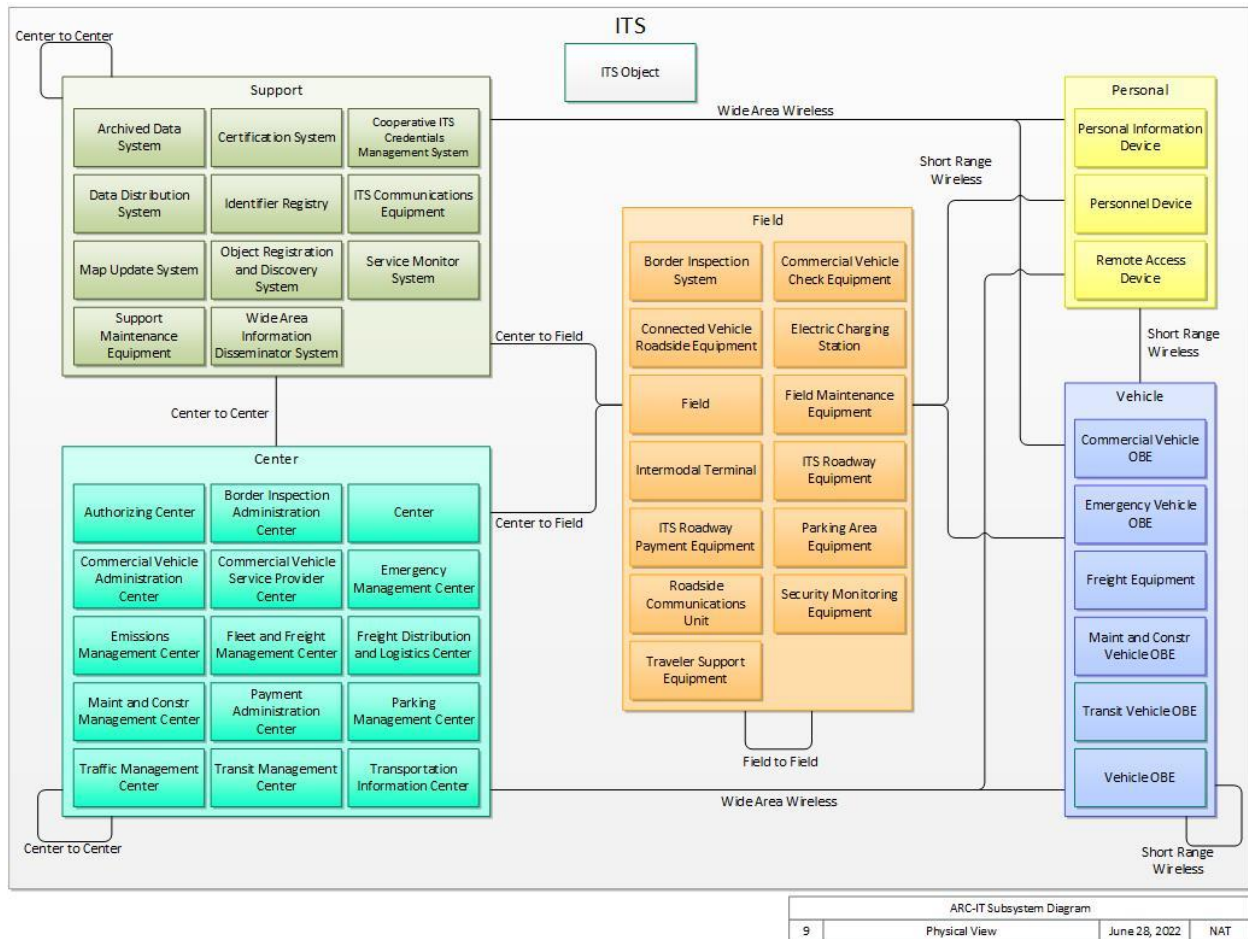 ITS
ITS Object
Center to Center
Support
Archived Data
System
Certification System
Cooperative ITS
Credentials
Management System
Data Distribution
System
Identifier Registry
ITS Communications
Equipment
Map Update System
Object Registration
and Discovery
System
Service Monitor
System
Support
Maintenance
Equipment
Wide Area
Information
Disseminator System
Center to Center
Center
Authorizing Center
Border Inspection
Administration
Center
Center
Commercial Vehicle
Administration
Center
Commercial Vehicle
Service Provider
Center
Emergency
Management Center
Emissions
Management Center
Fleet and Freight
Management Center
Freight Distribution
and Logistics Center
Maint and Constr
Management Center
Payment
Administration
Center
Parking
Management Center
Traffic Management
Center
Transit Management
Center
Transportation
Information Center
Center to Center
Center to Field
Center to Field
Wide Area Wireless
Short Range
Wireless
Field
Border Inspection
System
Commercial Vehicle
Check Equipment
Connected Vehicle
Roadside Equipment
Electric Charging
Station
Field
Field Maintenance
Equipment
Intermodal Terminal
ITS Roadway
Equipment
ITS Roadway
Payment Equipment
Parking Area
Equipment
Roadside
Communications
Unit
Security Monitoring
Equipment
Traveler Support
Equipment
Field to Field
Wide Area Wireless
Personal
Personal Information
Device
Personnel Device
Remote Access
Device
Short Range
Wireless
Vehicle
Commercial Vehicle
OBE
Emergency Vehicle
OBE
Freight Equipment
Maint and Constr
Vehicle OBE
Transit Vehicle OBE
Vehicle OBE
Short Range
Wireless
ARC-IT Subsystem Diagram
9 Physical View June 28, 2022 NAT